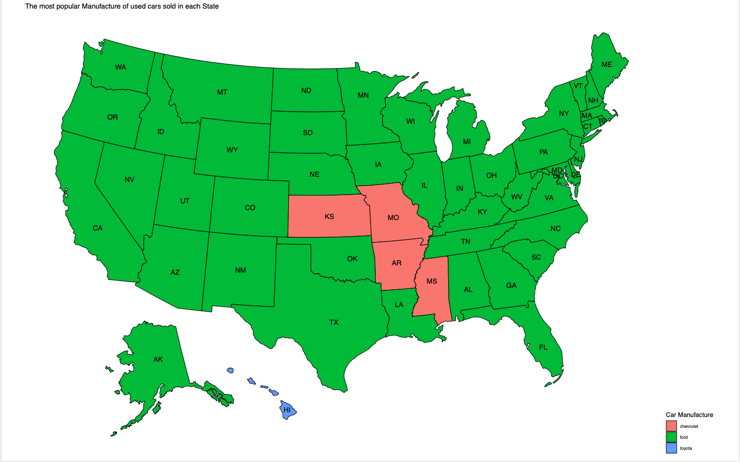 The most popular Manufacture of used cars sold in each State
WA
ME
MT
ND
MN
VT
OR
NH
WI
NY
MA
ID
SD
CT
RI
MI
WY
PA
IA
NJ
NE
MD
OH
DE
NV
IL
IN
UT
WV
VA
CO
KY
KS
MO
CA
NC
TN
OK
SC
AR
AZ
NM
MS
GA
AL
LA
TX
FL
AK
HI
Car Manufacture
chevrolet
ford
toyota